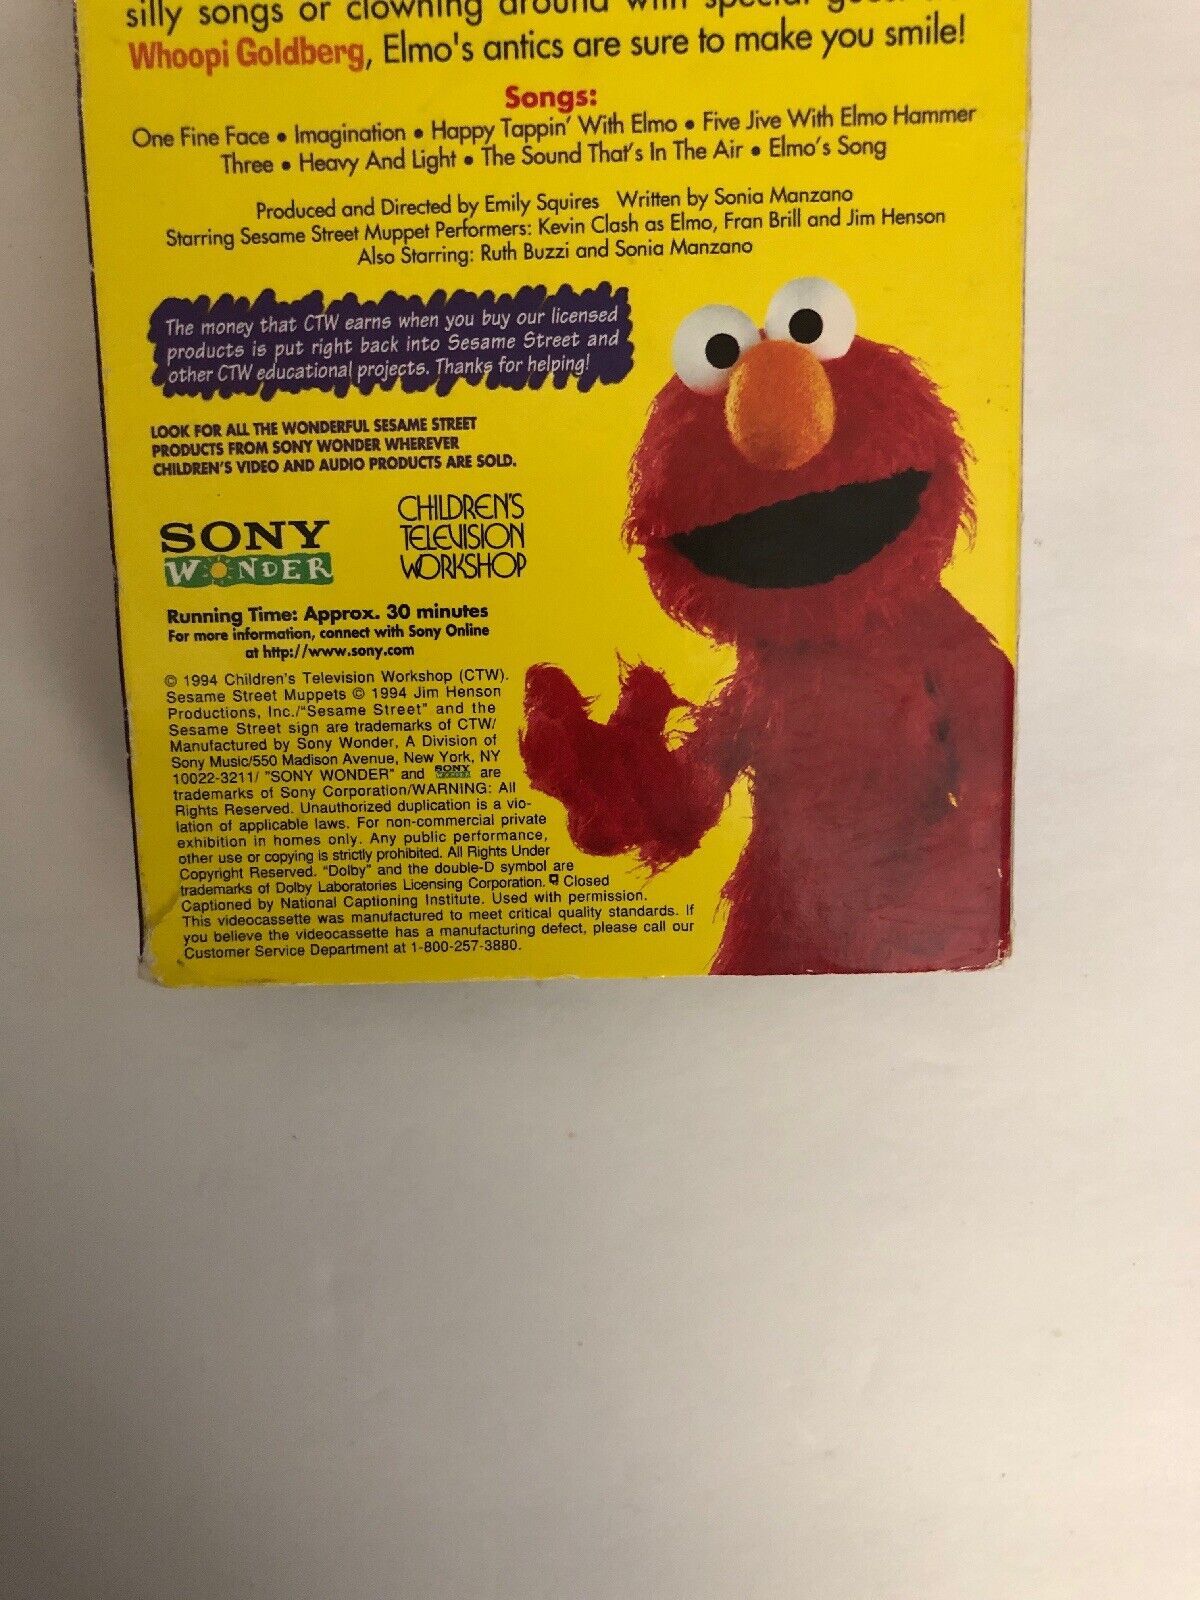 silly songs or clowning around with special
Whoopi Goldberg, Elmo's antics are sure to make you smile!
Songs:
One Fine Face • Imagination • Happy Tappin' With Elmo • Five Jive With Elmo Hammer
Three • Heavy And Light • The Sound That's In The Air • Elmo's Song
Produced and Directed by Emily Squires Written by Sonia Manzano
Starring Sesame Street Muppet Performers: Kevin Clash as Elmo, Fran Brill and Jim Henson
Also Starring: Ruth Buzzi and Sonia Manzano
The money that CTW earns when you buy our licensed
products is put right back into Sesame Street and
other CTW educational projects. Thanks for helping!
LOOK FOR ALL THE WONDERFUL SESAME STREET
PRODUCTS FROM SONY WONDER WHEREVER
CHILDREN'S VIDEO AND AUDIO PRODUCTS ARE SOLD.
SONY
WONDER
CHILDREN'S
TELEVISION
WORKSHOP
Running Time: Approx. 30 minutes
For more information, connect with Sony Online
at http://www.sony.com
© 1994 Children's Television Workshop (CTW).
Sesame Street Muppets © 1994 Jim Henson
Productions, Inc./"Sesame Street" and the
Sesame Street sign are trademarks of CTW/
Manufactured by Sony Wonder, A Division of
Sony Music/550 Madison Avenue, New York, NY
10022-3211/ "SONY WONDER" and SONY WONDER are
trademarks of Sony Corporation/WARNING: All
Rights Reserved. Unauthorized duplication is a vio-
lation of applicable laws. For non-commercial private
exhibition in homes only. Any public performance,
other use or copying is strictly prohibited. All Rights Under
Copyright Reserved. "Dolby" and the double-D symbol are
trademarks of Dolby Laboratories Licensing Corporation. Closed
Captioned by National Captioning Institute. Used with permission.
This videocassette was manufactured to meet critical quality standards. If
you believe the videocassette has a manufacturing defect, please call our
Customer Service Department at 1-800-257-3880.